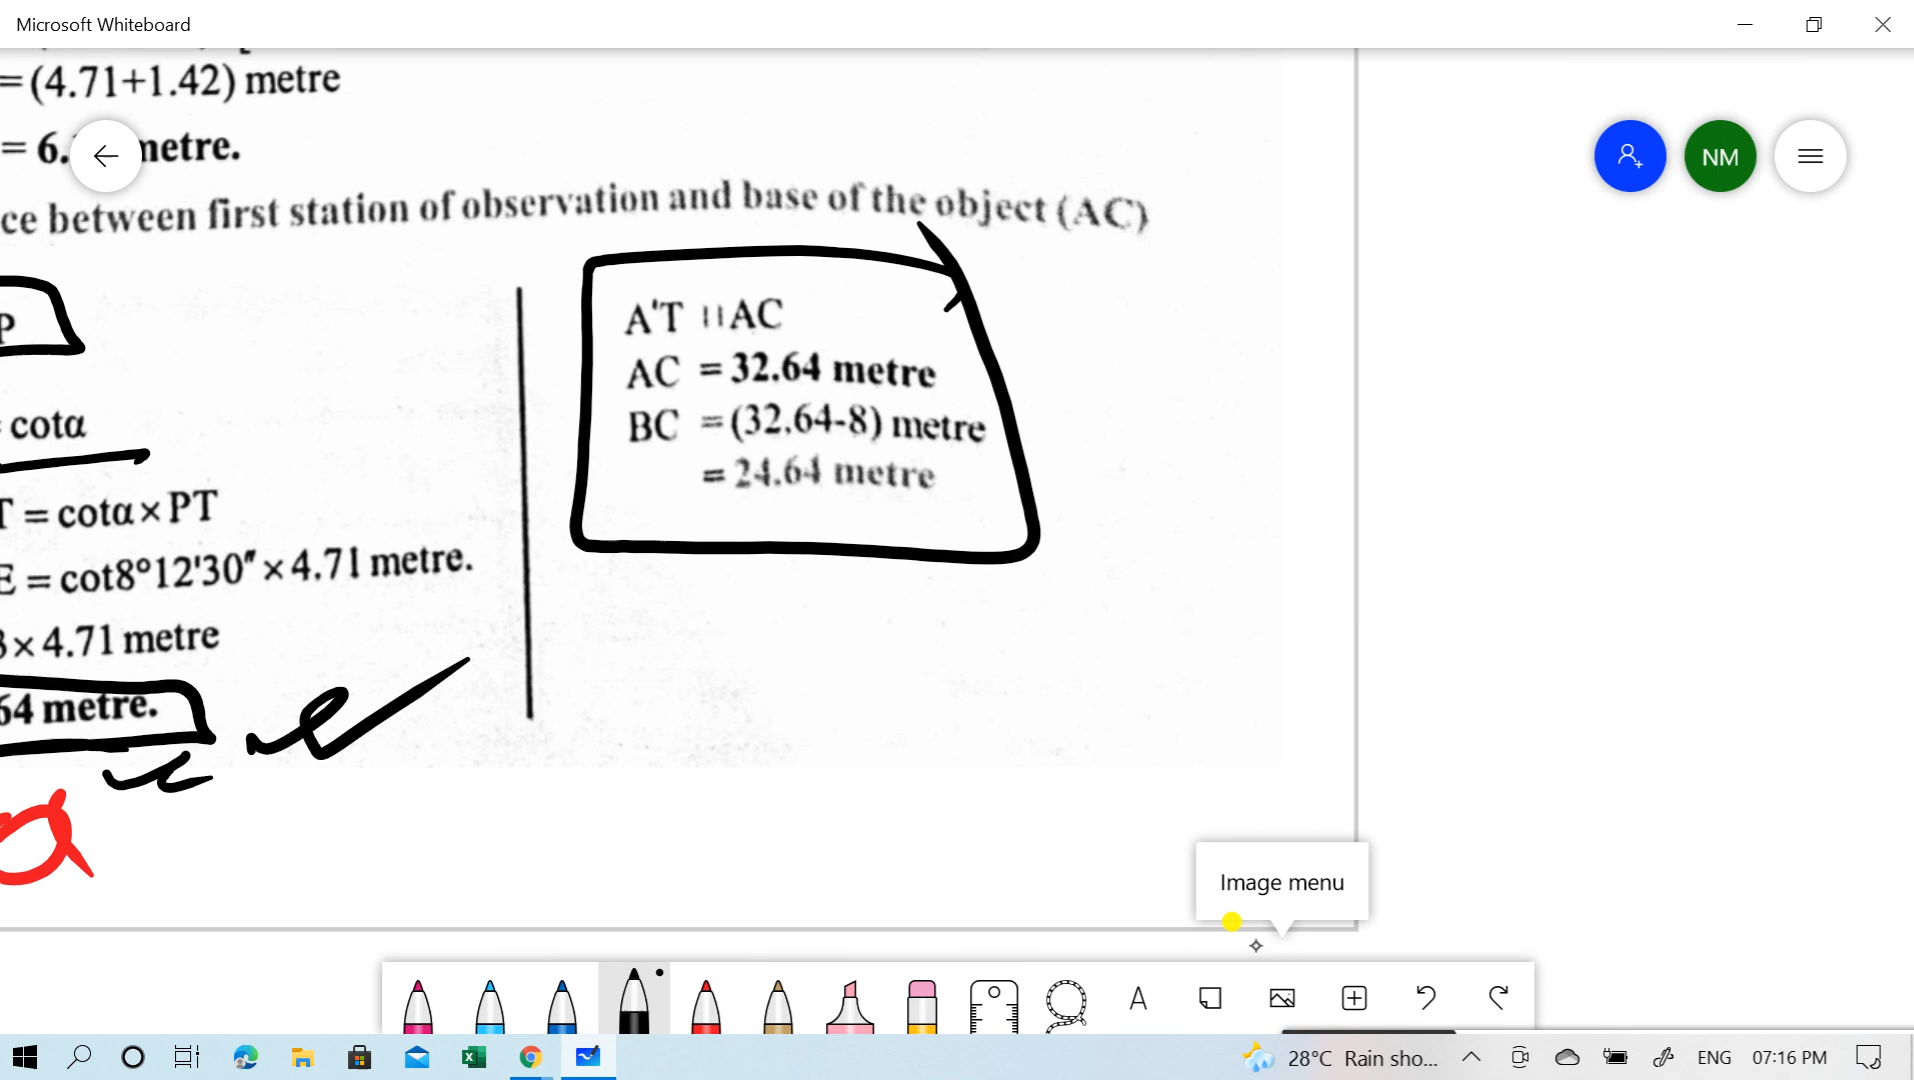 Microsoft Whiteboard
=(4.71+1.42) metre
= 6. metre.
ce between first station of observation and base of the object (AC)
P
A'T ıı AC
AC = 32.64 metre
BC = (32.64-8) metre
= 24.64 metre
= cotα
T = cotα × PT
E = cot8°12'30" × 4.71 metre.
3 × 4.71 metre
64 metre.
NM
Image menu
A
28°C Rain sho...
ENG
07:16 PM